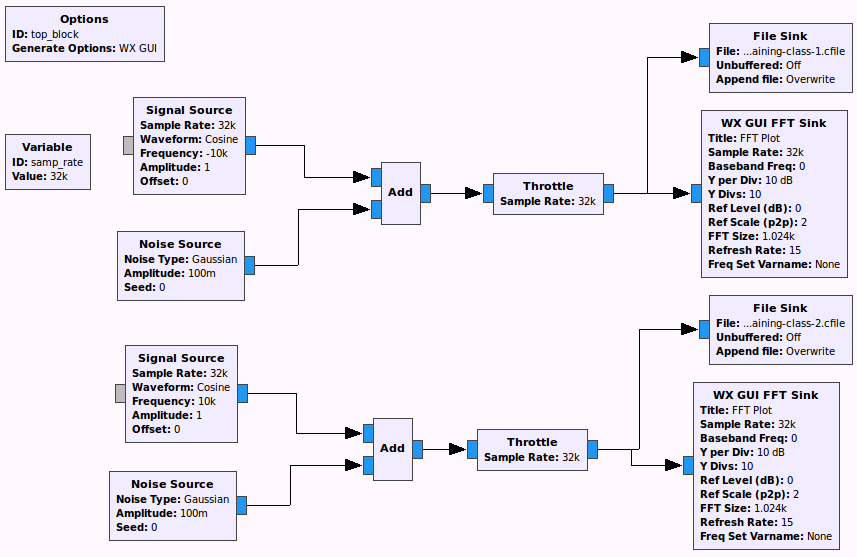 Options
ID: top_block
Generate Options: WX GUI
Variable
ID: samp_rate
Value: 32k
Signal Source
Sample Rate: 32k
Waveform: Cosine
Frequency: -10k
Amplitude: 1
Offset: 0
Noise Source
Noise Type: Gaussian
Amplitude: 100m
Seed: 0
Add
Throttle
Sample Rate: 32k
File Sink
File: ...aining-class-1.cfile
Unbuffered: Off
Append file: Overwrite
WX GUI FFT Sink
Title: FFT Plot
Sample Rate: 32k
Baseband Freq: 0
Y per Div: 10 dB
Y Divs: 10
Ref Level (dB): 0
Ref Scale (p2p): 2
FFT Size: 1.024k
Refresh Rate: 15
Freq Set Varname: None
Signal Source
Sample Rate: 32k
Waveform: Cosine
Frequency: 10k
Amplitude: 1
Offset: 0
Noise Source
Noise Type: Gaussian
Amplitude: 100m
Seed: 0
Add
Throttle
Sample Rate: 32k
File Sink
File: ...aining-class-2.cfile
Unbuffered: Off
Append file: Overwrite
WX GUI FFT Sink
Title: FFT Plot
Sample Rate: 32k
Baseband Freq: 0
Y per Div: 10 dB
Y Divs: 10
Ref Level (dB): 0
Ref Scale (p2p): 2
FFT Size: 1.024k
Refresh Rate: 15
Freq Set Varname: None